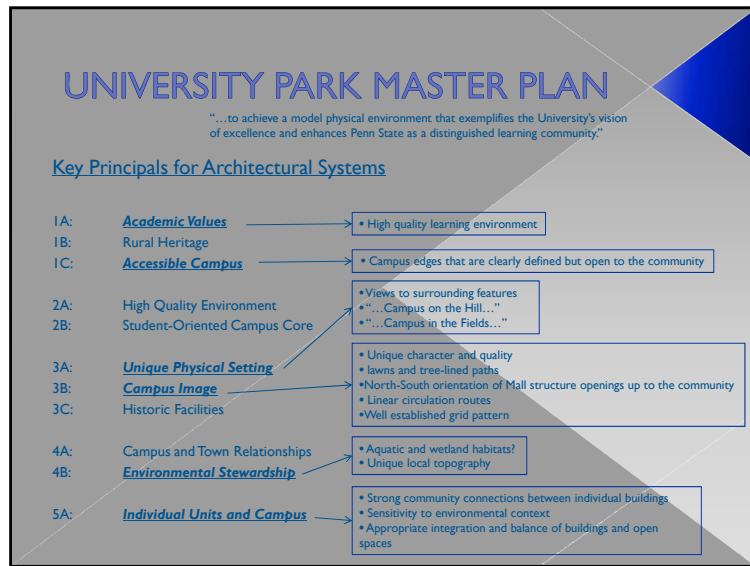 UNIVERSITY PARK MASTER PLAN
“…to achieve a model physical environment that exemplifies the University’s vision
of excellence and enhances Penn State as a distinguished learning community.”
Key Principals for Architectural Systems
1A: Academic Values
• High quality learning environment
1B: Rural Heritage
1C: Accessible Campus
• Campus edges that are clearly defined but open to the community
2A: High Quality Environment
2B: Student-Oriented Campus Core
•Views to surrounding features
• “…Campus on the Hill…”
• “…Campus in the Fields…”
3A: Unique Physical Setting
3B: Campus Image
3C: Historic Facilities
• Unique character and quality
• lawns and tree-lined paths
•North-South orientation of Mall structure openings up to the community
• Linear circulation routes
•Well established grid pattern
4A: Campus and Town Relationships
4B: Environmental Stewardship
• Aquatic and wetland habitats?
• Unique local topography
5A: Individual Units and Campus
• Strong community connections between individual buildings
• Sensitivity to environmental context
• Appropriate integration and balance of buildings and open
spaces